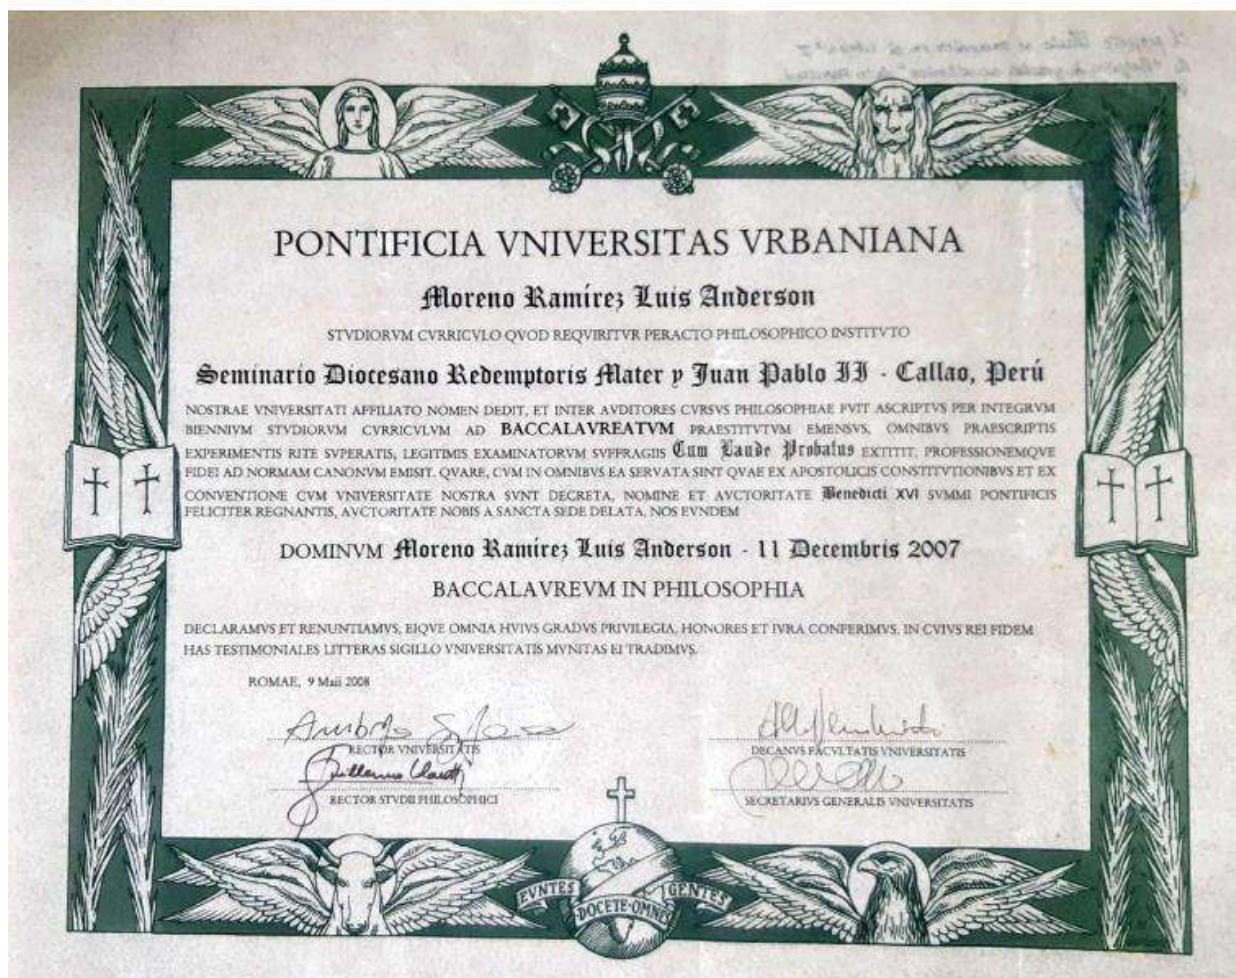 PONTIFICIA VNIVERSITAS VRBANIANA
Moreno Ramírez Luis Anderson
STVDIORVM CVRRICVLO QVOD REQVIRITVR PERACTO PHILOSOPHICO INSTITVTO
Seminario Diocesano Redemptoris Mater y Juan Pablo II - Callao, Perú
NOSTRAE VNIVERSITATI AFFILIATO NOMEN DEDIT, ET INTER AVDITORES CVRSVS PHILOSOPHIAE FVIT ASCRIPTVS PER INTEGRVM
BIENNIVM STVDIORVM CVRRICVLVM AD BACCALAVREATVM PRAESTITVTVM EMENSVS, OMNIBVS PRAESCRIPTIS
EXPERIMENTIS RITE SVPERATIS, LEGITIMIS EXAMINATORVM SVFFRAGIIS Cum Laude Probatus EXTITIT, PROFESSIONEMQVE
FIDEI AD NORMAM CANONVM EMISIT. QVARE, CVM IN OMNIBVS EA SERVATA SINT QVAE EX APOSTOLICIS CONSTITVTIONIBVS ET EX
CONVENTIONE CVM VNIVERSITATE NOSTRA SVNT DECRETA, NOMINE ET AVCTORITATE Benedicti XVI SVMMI PONTIFICIS
FELICITER REGNANTIS, AVCTORITATE NOBIS A SANCTA SEDE DELATA, NOS EVNDEM
DOMINVM Moreno Ramírez Luis Anderson - 11 Decembris 2007
BACCALAVREVM IN PHILOSOPHIA
DECLARAMVS ET RENUNTIAMVS, EIQVE OMNIA HVIVS GRADVS PRIVILEGIA, HONORES ET IVRA CONFERIMVS. IN CVIVS REI FIDEM
HAS TESTIMONIALES LITTERAS SIGILLO VNIVERSITATIS MVNITAS EI TRADIMVS.
ROMAE, 9 Maii 2008
RECTOR VNIVERSITATIS
DECANVS FACVLTATIS VNIVERSITATIS
RECTOR STVDII PHILOSOPHICI
SECRETARIVS GENERALIS VNIVERSITATIS
EVNTES DOCETE OMNES GENTES